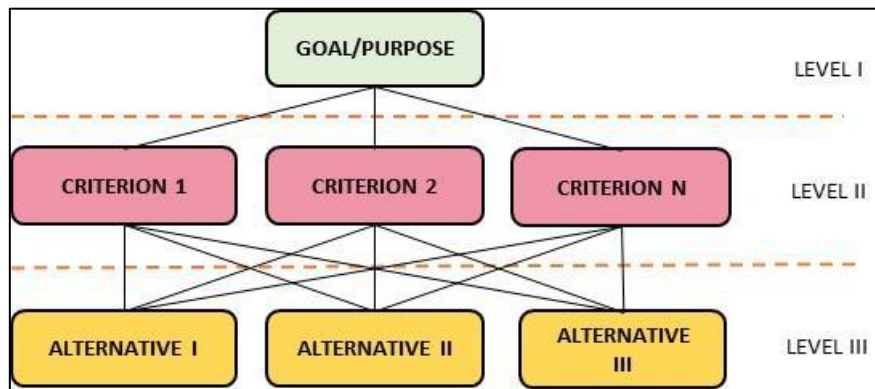 GOAL/PURPOSE
LEVEL I
CRITERION 1
CRITERION 2
CRITERION N
LEVEL II
ALTERNATIVE I
ALTERNATIVE II
ALTERNATIVE
III
LEVEL III